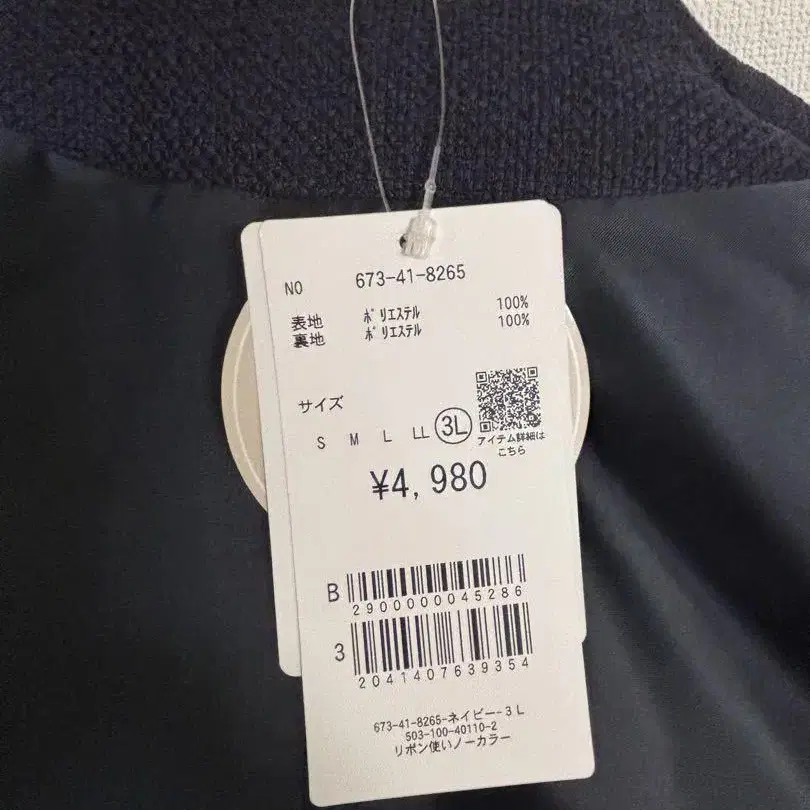 NO 673-41-8265
表地 ﾎﾟﾘｴｽﾃﾙ 100%
裏地 ﾎﾟﾘｴｽﾃﾙ 100%
サイズ
S M L LL 3L
アイテム詳細は
こちら
¥4,980
B
2900000045286
3
2041407639354
673-41-8265-ネイビー-3L
503-100-40110-2
リボン使いノーカラー